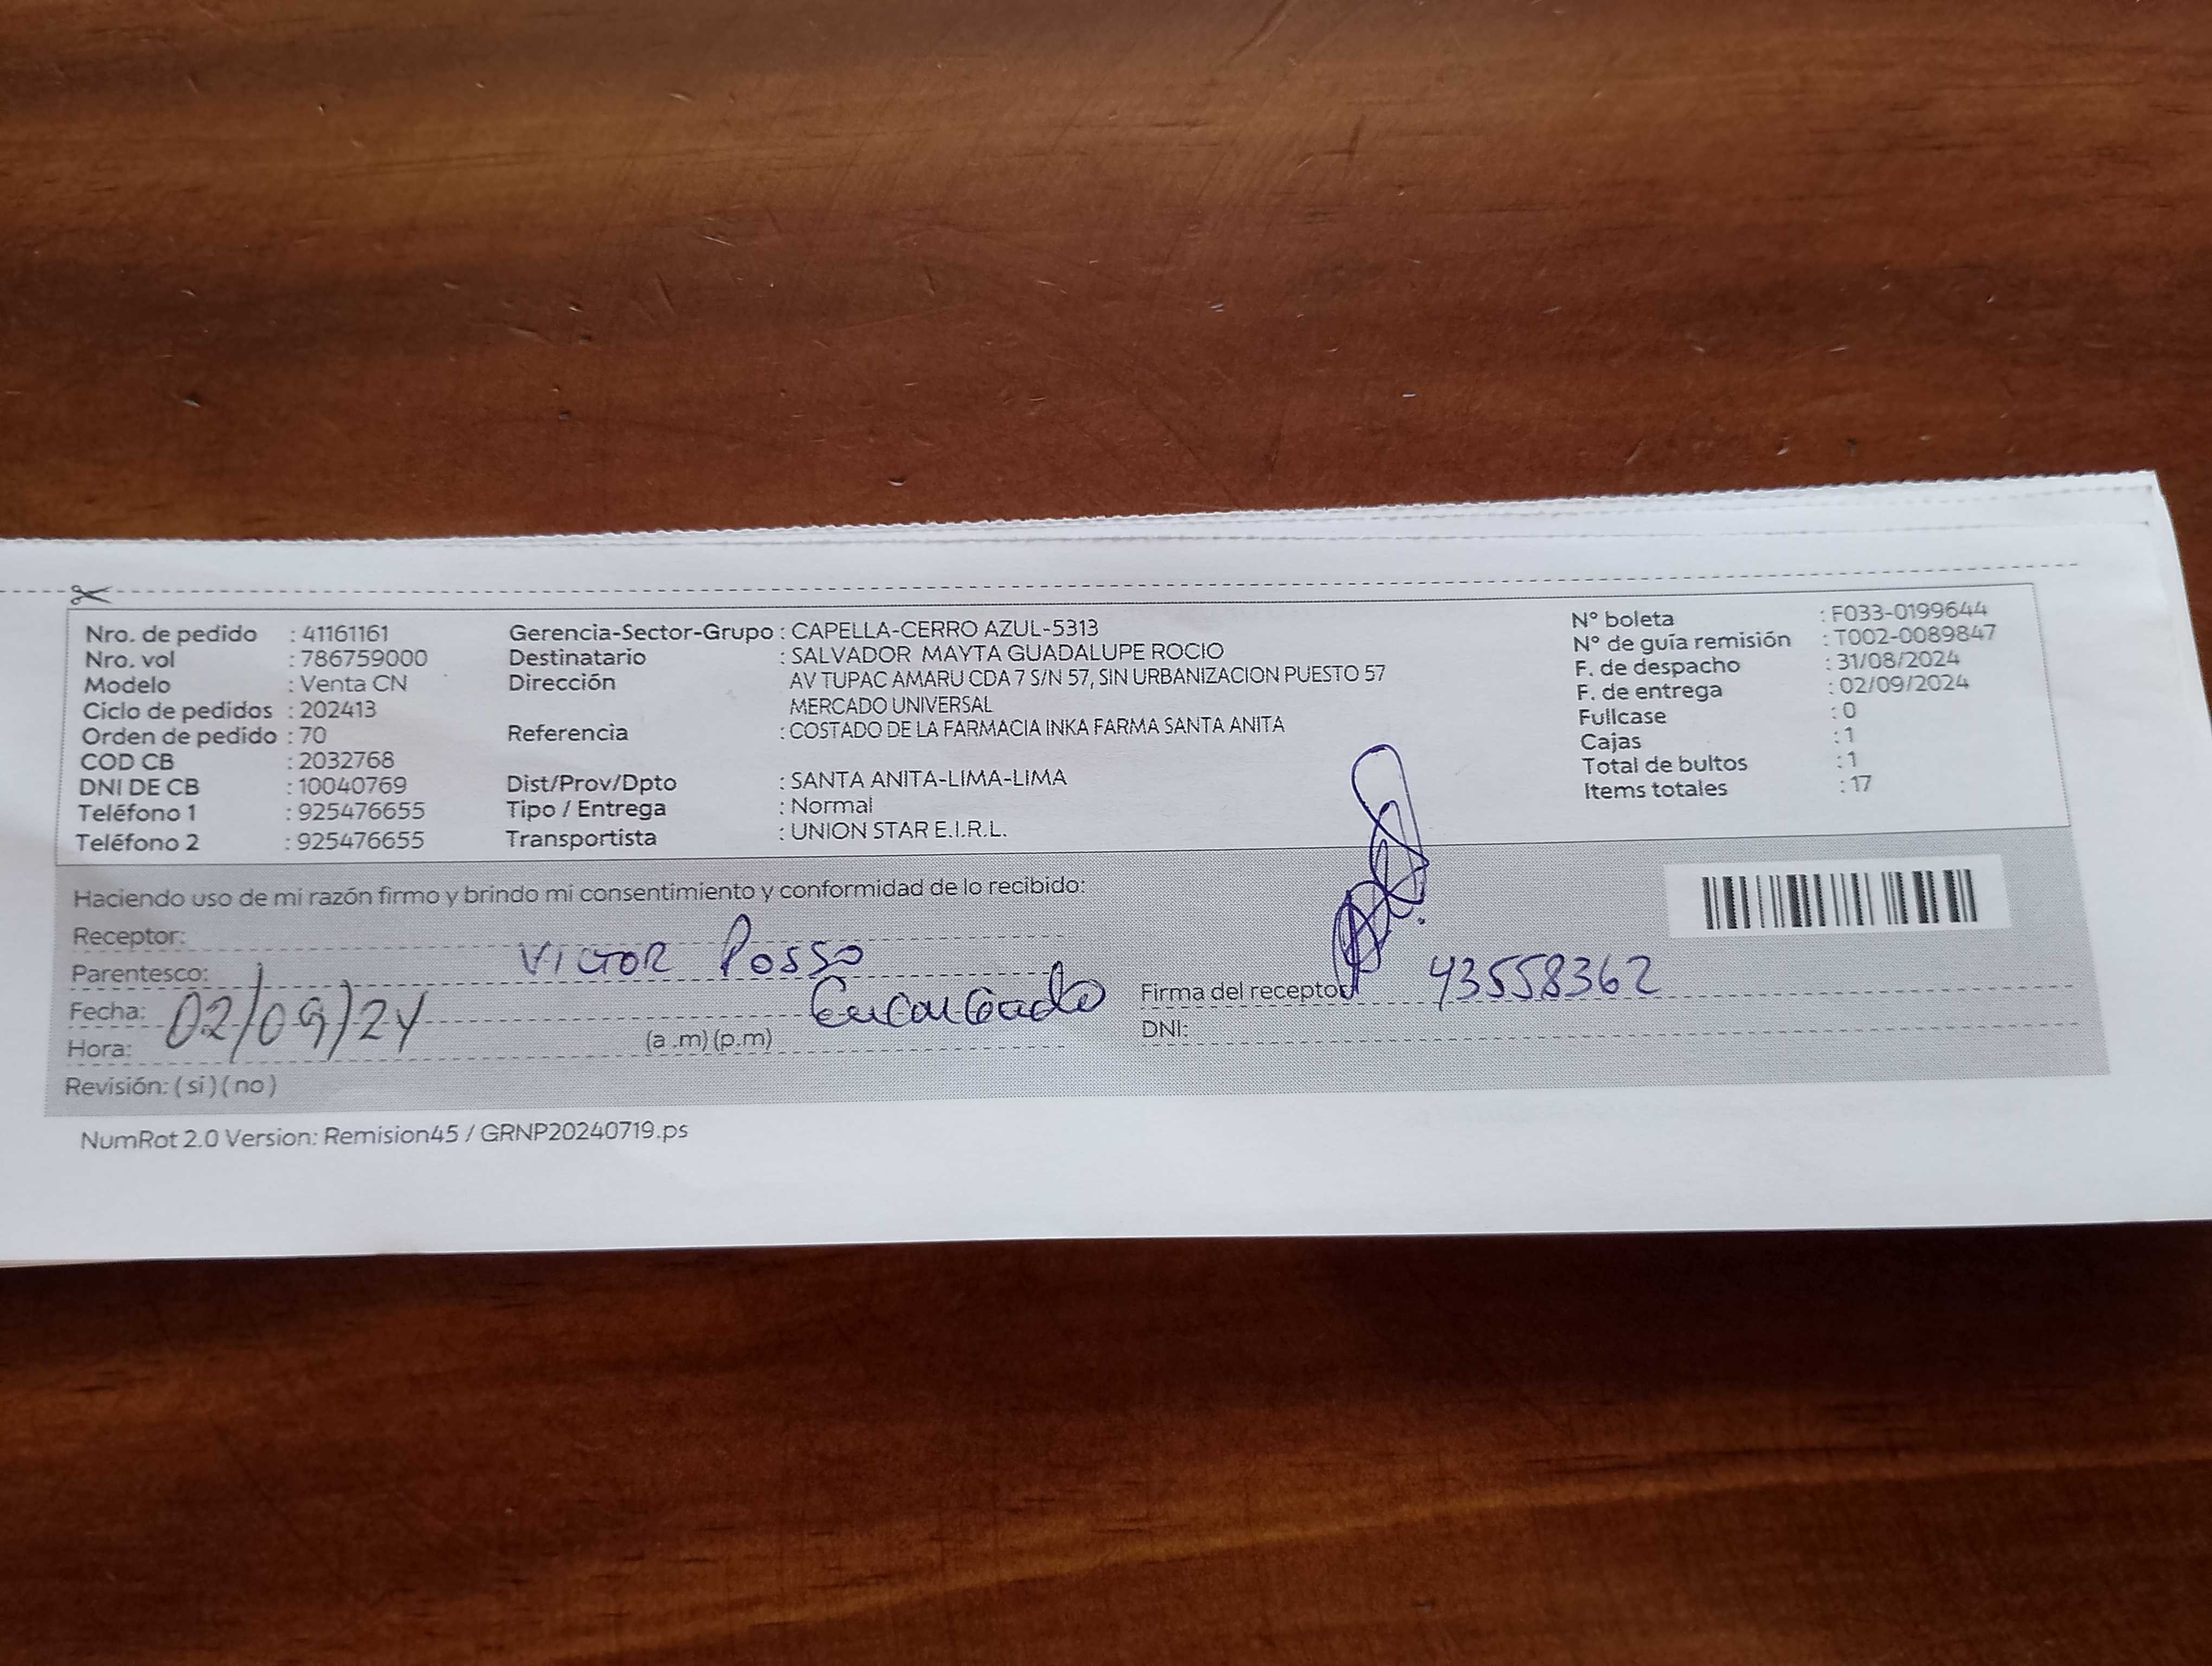 Nro. de pedido : 41161161
Nro. vol : 786759000
Modelo : Venta CN
Ciclo de pedidos : 202413
Orden de pedido : 70
COD CB : 2032768
DNI DE CB : 10040769
Teléfono 1 : 925476655
Teléfono 2 : 925476655
Gerencia-Sector-Grupo : CAPELLA-CERRO AZUL-5313
Destinatario : SALVADOR MAYTA GUADALUPE ROCIO
Dirección AV TUPAC AMARU CDA 7 S/N 57, SIN URBANIZACION PUESTO 57
MERCADO UNIVERSAL
Referencia : COSTADO DE LA FARMACIA INKA FARMA SANTA ANITA
Dist/Prov/Dpto : SANTA ANITA-LIMA-LIMA
Tipo / Entrega : Normal
Transportista : UNION STAR E.I.R.L.
N° boleta : F033-0199644
N° de guía remisión : T002-0089847
F. de despacho : 31/08/2024
F. de entrega : 02/09/2024
Fullcase : 0
Cajas : 1
Total de bultos : 1
Items totales : 17
Haciendo uso de mi razón firmo y brindo mi consentimiento y conformidad de lo recibido:
Receptor:
VICTOR Posso
Parentesco:
Encargado
Fecha: 02/09/24
Hora: (a .m) (p.m)
Revisión: ( si ) ( no )
Firma del receptor 43558362
DNI:
NumRot 2.0 Version: Remision45 / GRNP20240719.ps